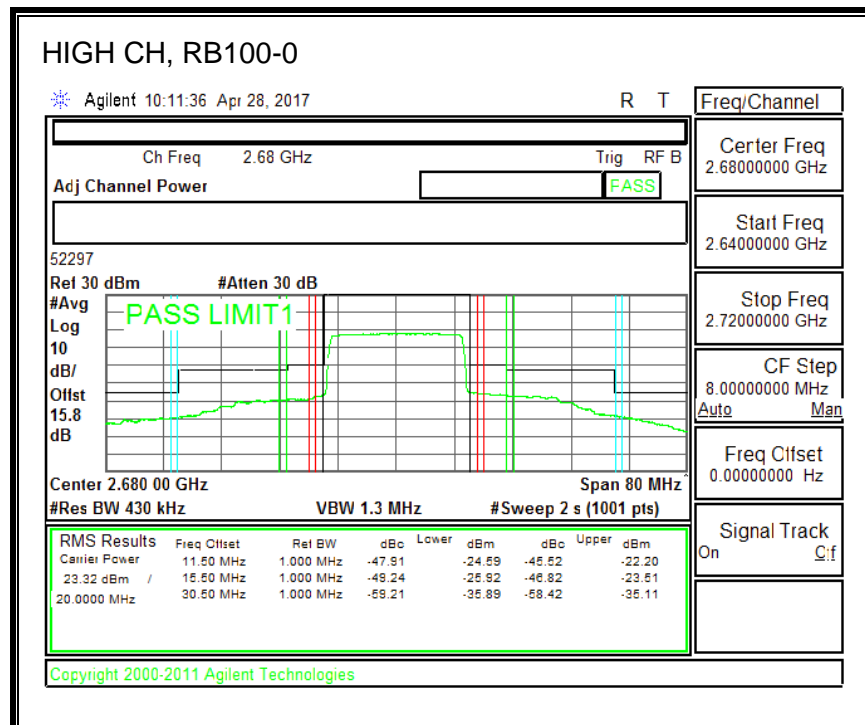 HIGH CH, RB100-0
Agilent 10:11:36 Apr 28, 2017 R T
Ch Freq 2.68 GHz Trig RF B
Adj Channel Power
PASS
52297
Ref 30 dBm #Atten 30 dB
#Avg
Log
10
dB/
Offst
15.8
dB
PASS LIMIT1
Center 2.680 00 GHz Span 80 MHz
#Res BW 430 kHz VBW 1.3 MHz #Sweep 2 s (1001 pts)
RMS Results Freq Offset Ref BW dBc Lower dBm dBc Upper dBm
Carrier Power 11.50 MHz 1.000 MHz -47.91 -24.59 -45.52 -22.20
23.32 dBm / 15.50 MHz 1.000 MHz -49.24 -25.92 -46.82 -23.51
20.0000 MHz 30.50 MHz 1.000 MHz -59.21 -35.89 -58.42 -35.11
Copyright 2000-2011 Agilent Technologies
Freq/Channel
Center Freq
2.68000000 GHz
Start Freq
2.64000000 GHz
Stop Freq
2.72000000 GHz
CF Step
8.00000000 MHz
Auto Man
Freq Offset
0.00000000 Hz
Signal Track
On Off